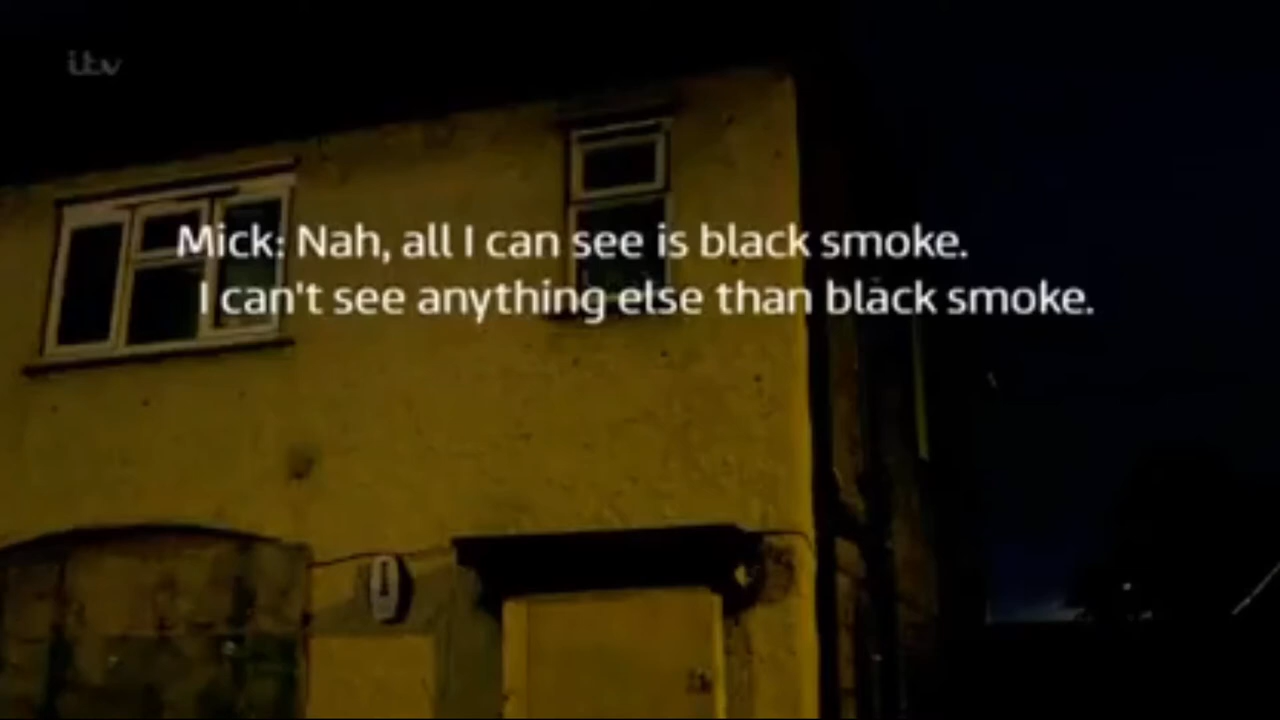 itv
Mick: Nah, all I can see is black smoke.
I can't see anything else than black smoke.